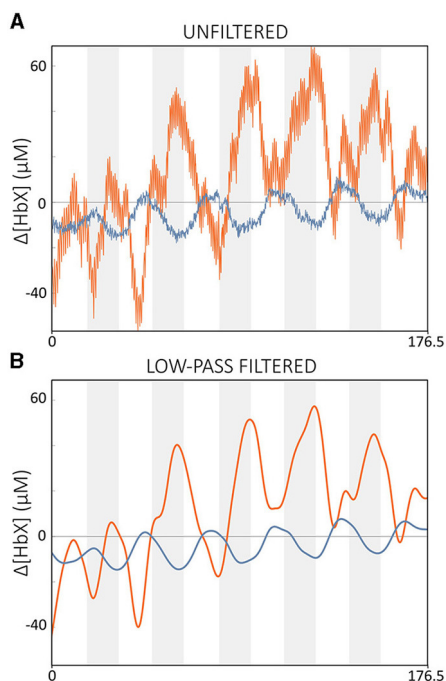 A
UNFILTERED
Δ[HbX] (μM)
60
0
-40
0
176.5
B
LOW-PASS FILTERED
Δ[HbX] (μM)
60
0
-40
0
176.5